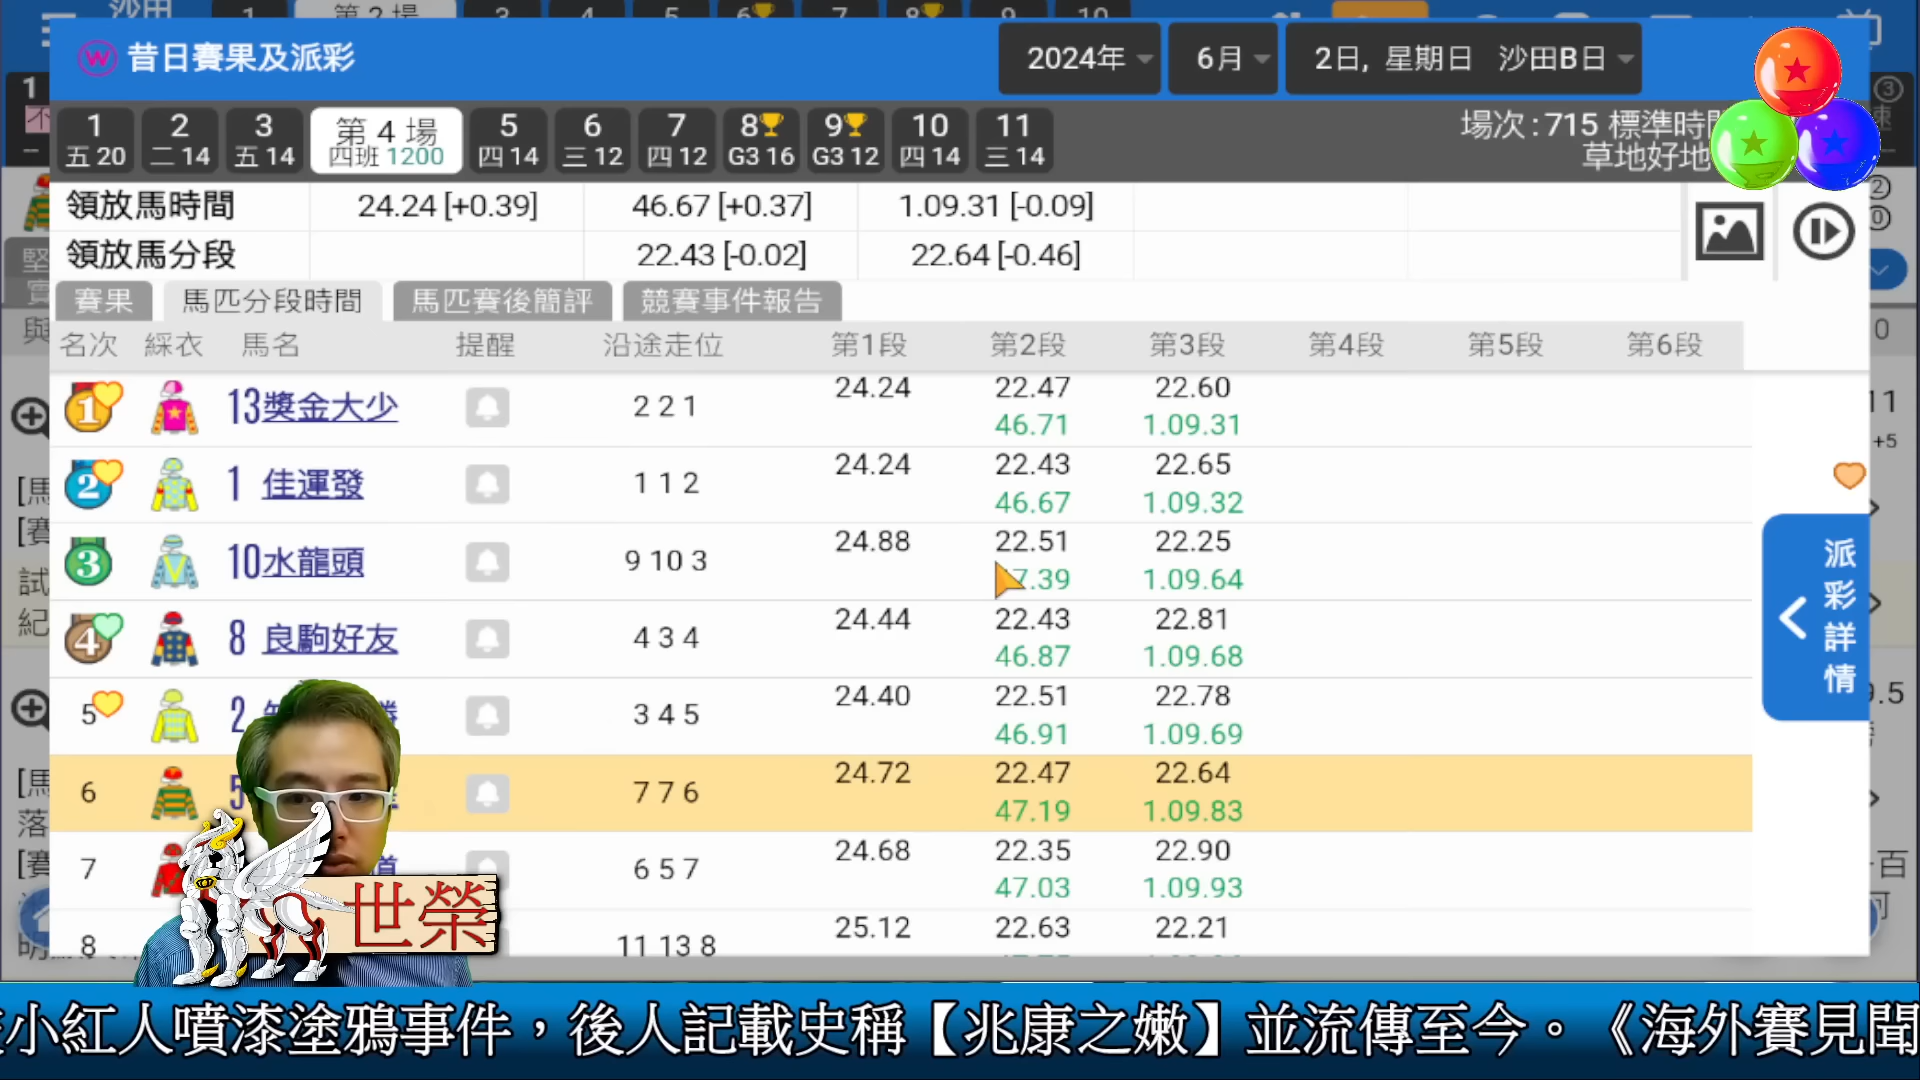 昔日賽果及派彩 2024年 6月 2日, 星期日 沙田B日
1 2 3 第 4 場 5 6 7 8 9 10 11
五 20 二 14 五 14 四班 1200 四 14 三 12 四 12 G3 16 G3 12 四 14 三 14
場次 : 715 標準時間
草地好地
領放馬時間 24.24 [+0.39] 46.67 [+0.37] 1.09.31 [-0.09]
領放馬分段 22.43 [-0.02] 22.64 [-0.46]
賽果 馬匹分段時間 馬匹賽後簡評 競賽事件報告
名次 綵衣 馬名 提醒 沿途走位 第1段 第2段 第3段 第4段 第5段 第6段
1 13 獎金大少 2 2 1 24.24 22.47 22.60
46.71 1.09.31
2 1 佳運發 1 1 2 24.24 22.43 22.65
46.67 1.09.32
3 10 水龍頭 9 10 3 24.88 22.51 22.25
7.39 1.09.64
4 8 良駒好友 4 3 4 24.44 22.43 22.81
46.87 1.09.68
5 2 3 4 5 24.40 22.51 22.78
46.91 1.09.69
6 5 7 7 6 24.72 22.47 22.64
47.19 1.09.83
7 道 6 5 7 24.68 22.35 22.90
47.03 1.09.93
8 11 13 8 25.12 22.63 22.21
派彩詳情
世榮
小紅人噴漆塗鴉事件，後人記載史稱【兆康之嫩】並流傳至今。《海外賽見聞